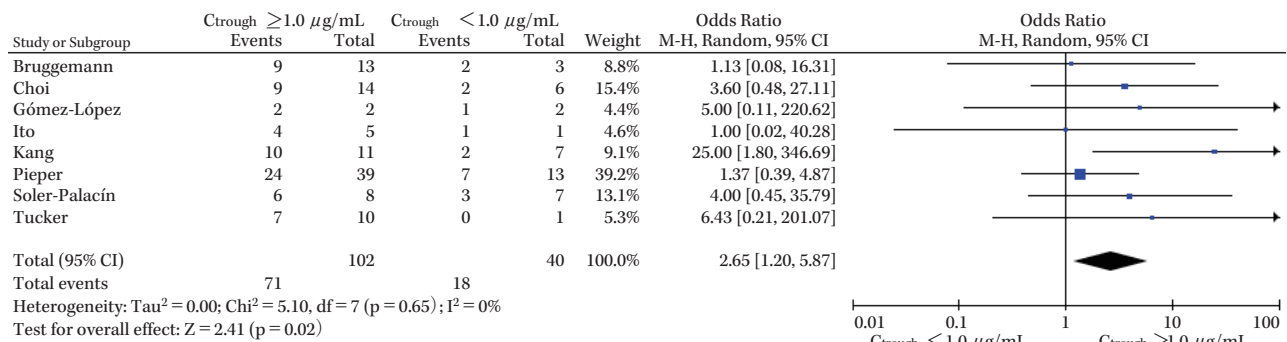 Ctrough ≥1.0 μg/mL Ctrough <1.0 μg/mL Odds Ratio Odds Ratio
Study or Subgroup Events Total Events Total Weight M-H, Random, 95% CI M-H, Random, 95% CI
Bruggemann 9 13 2 3 8.8% 1.13 [0.08, 16.31]
Choi 9 14 2 6 15.4% 3.60 [0.48, 27.11]
Gómez-López 2 2 1 2 4.4% 5.00 [0.11, 220.62]
Ito 4 5 1 1 4.6% 1.00 [0.02, 40.28]
Kang 10 11 2 7 9.1% 25.00 [1.80, 346.69]
Pieper 24 39 7 13 39.2% 1.37 [0.39, 4.87]
Soler-Palacín 6 8 3 7 13.1% 4.00 [0.45, 35.79]
Tucker 7 10 0 1 5.3% 6.43 [0.21, 201.07]
Total (95% CI) 102 40 100.0% 2.65 [1.20, 5.87]
Total events 71 18
Heterogeneity: Tau² = 0.00; Chi² = 5.10, df = 7 (p = 0.65); I² = 0%
Test for overall effect: Z = 2.41 (p = 0.02)
0.01 0.1 1 10 100